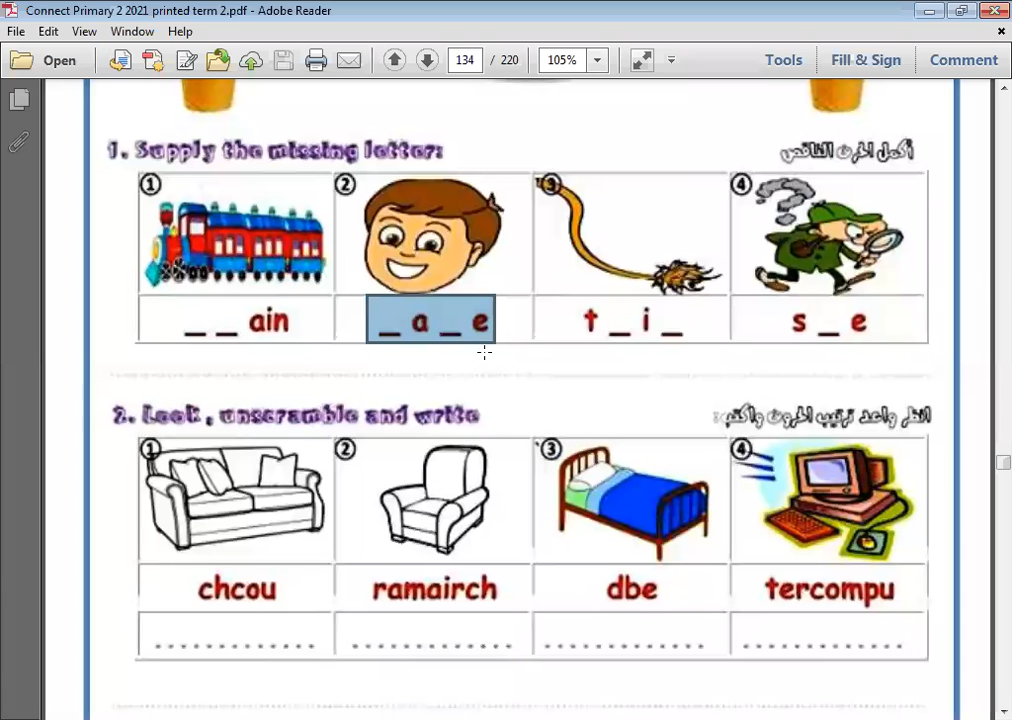 Connect Primary 2 2021 printed term 2.pdf - Adobe Reader
File Edit View Window Help
Open 134 / 220 105% Tools Fill & Sign Comment
1. Supply the missing letter: أكمل الحرف الناقص
1 2 3 4
_ _ ain _ a _ e t _ i _ s _ e
2. Look , unscramble and write انظر واعد ترتيب الحروف واكتب:
1 2 3 4
chcou ramairch dbe tercompu